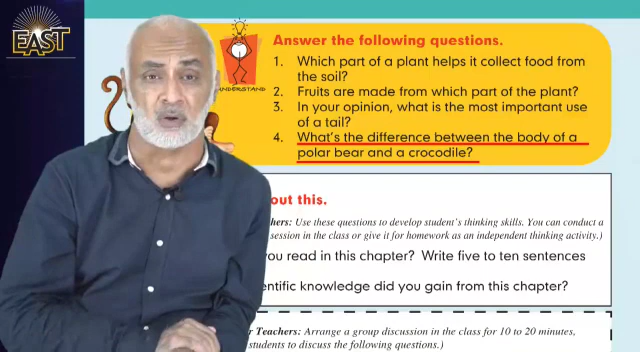 EAST
UNDERSTAND
Answer the following questions.
1. Which part of a plant helps it collect food from
the soil?
2. Fruits are made from which part of the plant?
3. In your opinion, what is the most important use
of a tail?
4. What's the difference between the body of a
polar bear and a crocodile?
out this.
hers: Use these questions to develop student's thinking skills. You can conduct a
session in the class or give it for homework as an independent thinking activity.)
you read in this chapter? Write five to ten sentences
entific knowledge did you gain from this chapter?
r Teachers: Arrange a group discussion in the class for 10 to 20 minutes,
students to discuss the following questions.)